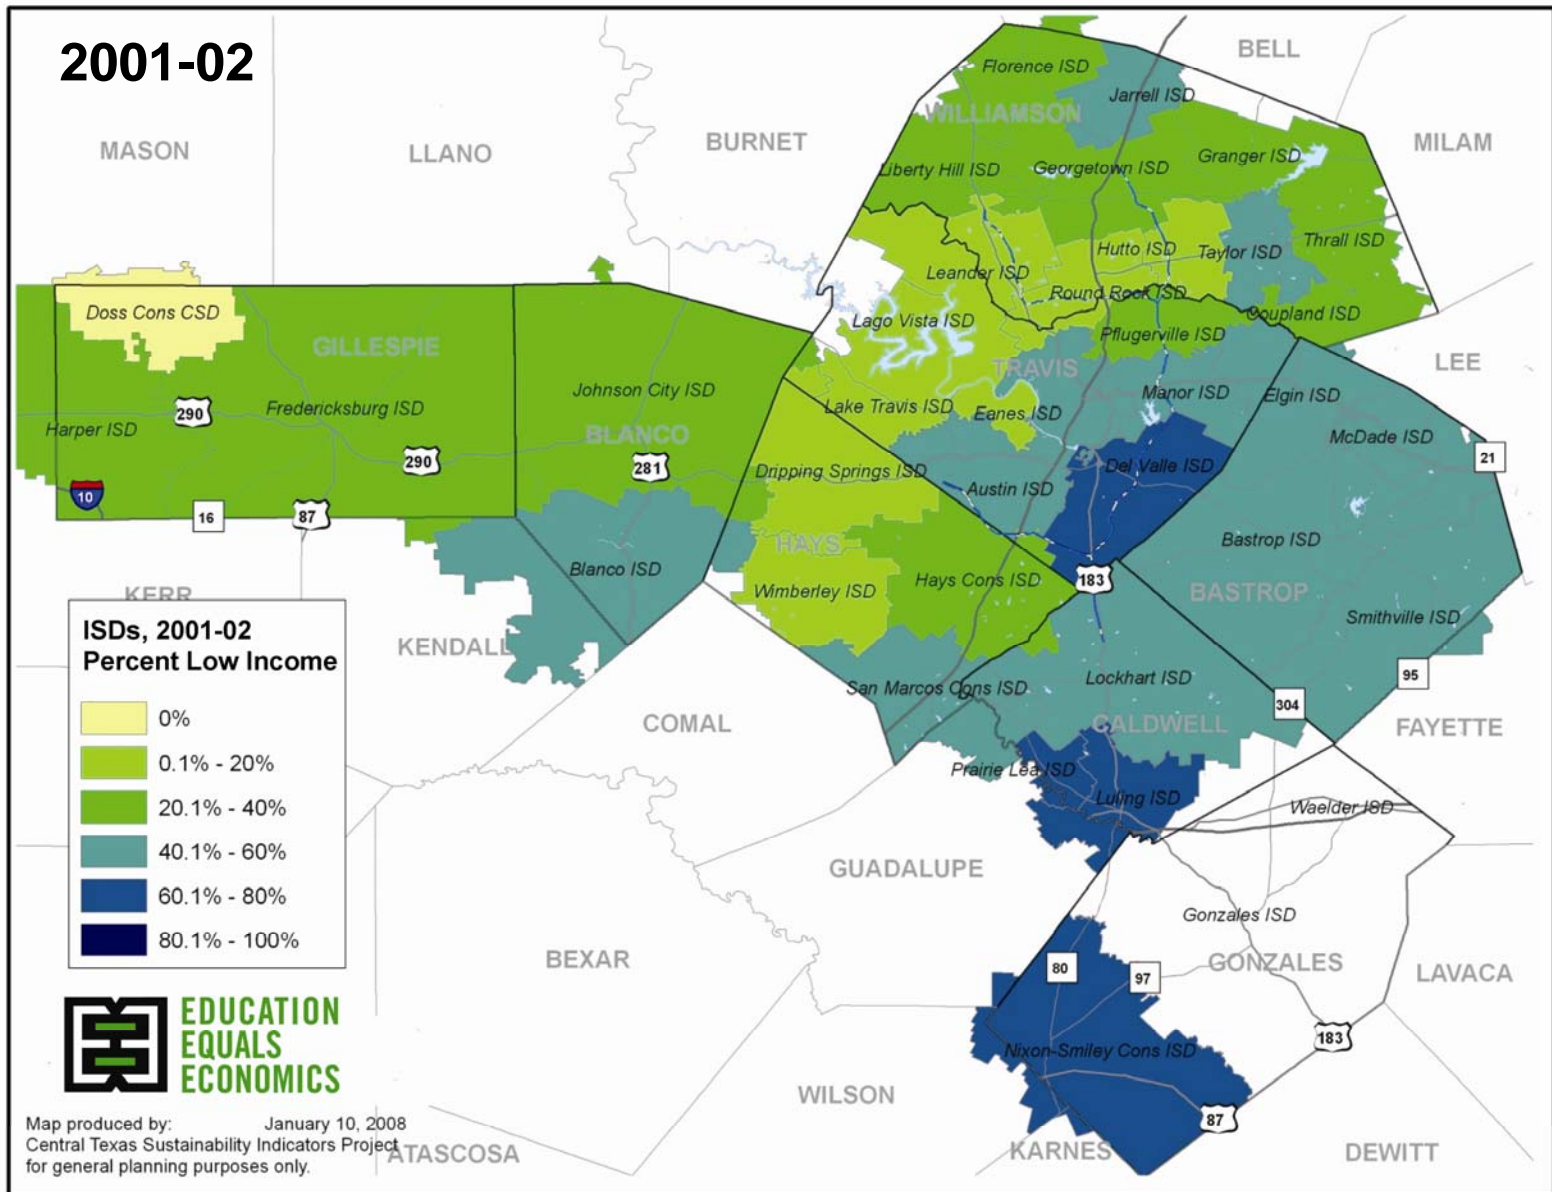 2001-02
BELL
Florence ISD
Jarrell ISD
WILLIAMSON
MASON
LLANO
BURNET
MILAM
Liberty Hill ISD
Georgetown ISD
Granger ISD
Hutto ISD
Taylor ISD
Thrall ISD
Leander ISD
Round Rock ISD
Doss Cons CSD
Lago Vista ISD
Coupland ISD
Pflugerville ISD
GILLESPIE
TRAVIS
LEE
Johnson City ISD
Manor ISD
Elgin ISD
290
Fredericksburg ISD
Lake Travis ISD
Eanes ISD
Harper ISD
BLANCO
McDade ISD
290
281
Dripping Springs ISD
Del Valle ISD
21
10
Austin ISD
16
87
HAYS
Bastrop ISD
Blanco ISD
Hays Cons ISD
183
Wimberley ISD
BASTROP
KERR
Smithville ISD
KENDALL
ISDs, 2001-02
Percent Low Income
0%
0.1% - 20%
20.1% - 40%
40.1% - 60%
60.1% - 80%
80.1% - 100%
San Marcos Cons ISD
Lockhart ISD
95
304
COMAL
CALDWELL
FAYETTE
Prairie Lea ISD
Luling ISD
Waelder ISD
GUADALUPE
Gonzales ISD
BEXAR
80
97
GONZALES
LAVACA
EDUCATION
EQUALS
ECONOMICS
183
Nixon-Smiley Cons ISD
WILSON
87
Map produced by: January 10, 2008
Central Texas Sustainability Indicators Project
for general planning purposes only.
ATASCOSA
KARNES
DEWITT